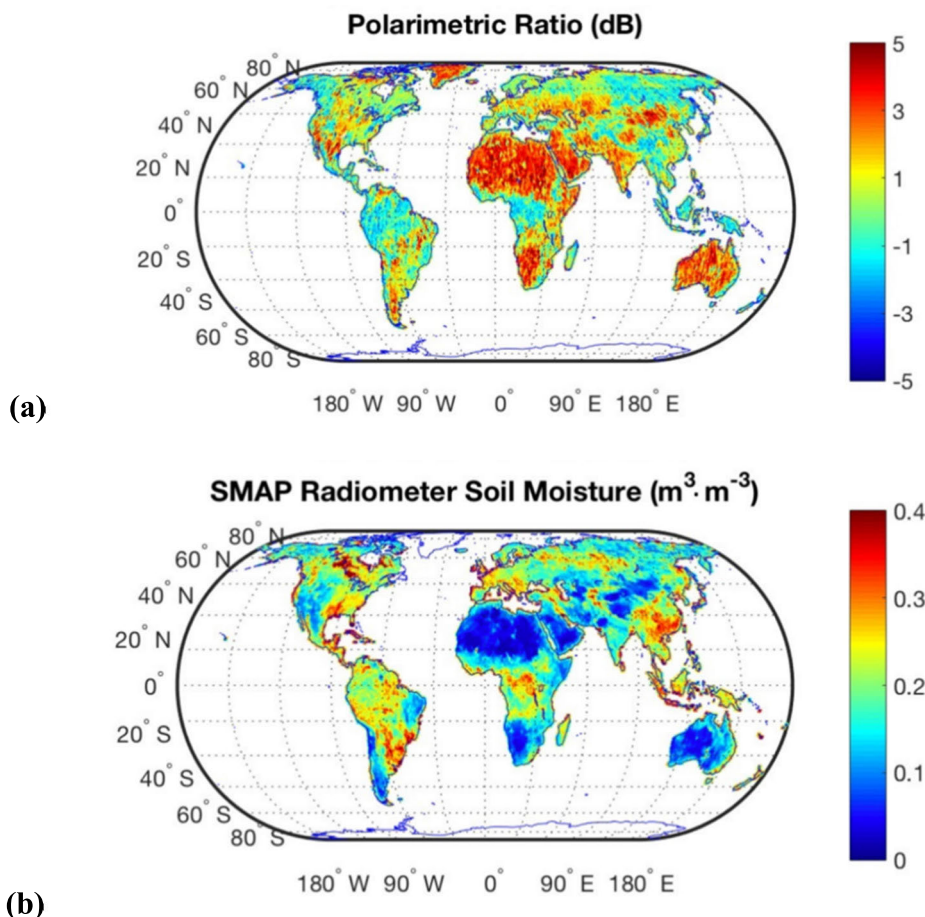 Polarimetric Ratio (dB)
80° N
60° N
40° N
20° N
0°
20° S
40° S
60° S
80° S
180° W 90° W 0° 90° E 180° E
5
3
1
-1
-3
-5
(a)
SMAP Radiometer Soil Moisture (m³·m⁻³)
80° N
60° N
40° N
20° N
0°
20° S
40° S
60° S
80° S
180° W 90° W 0° 90° E 180° E
0.4
0.3
0.2
0.1
0
(b)